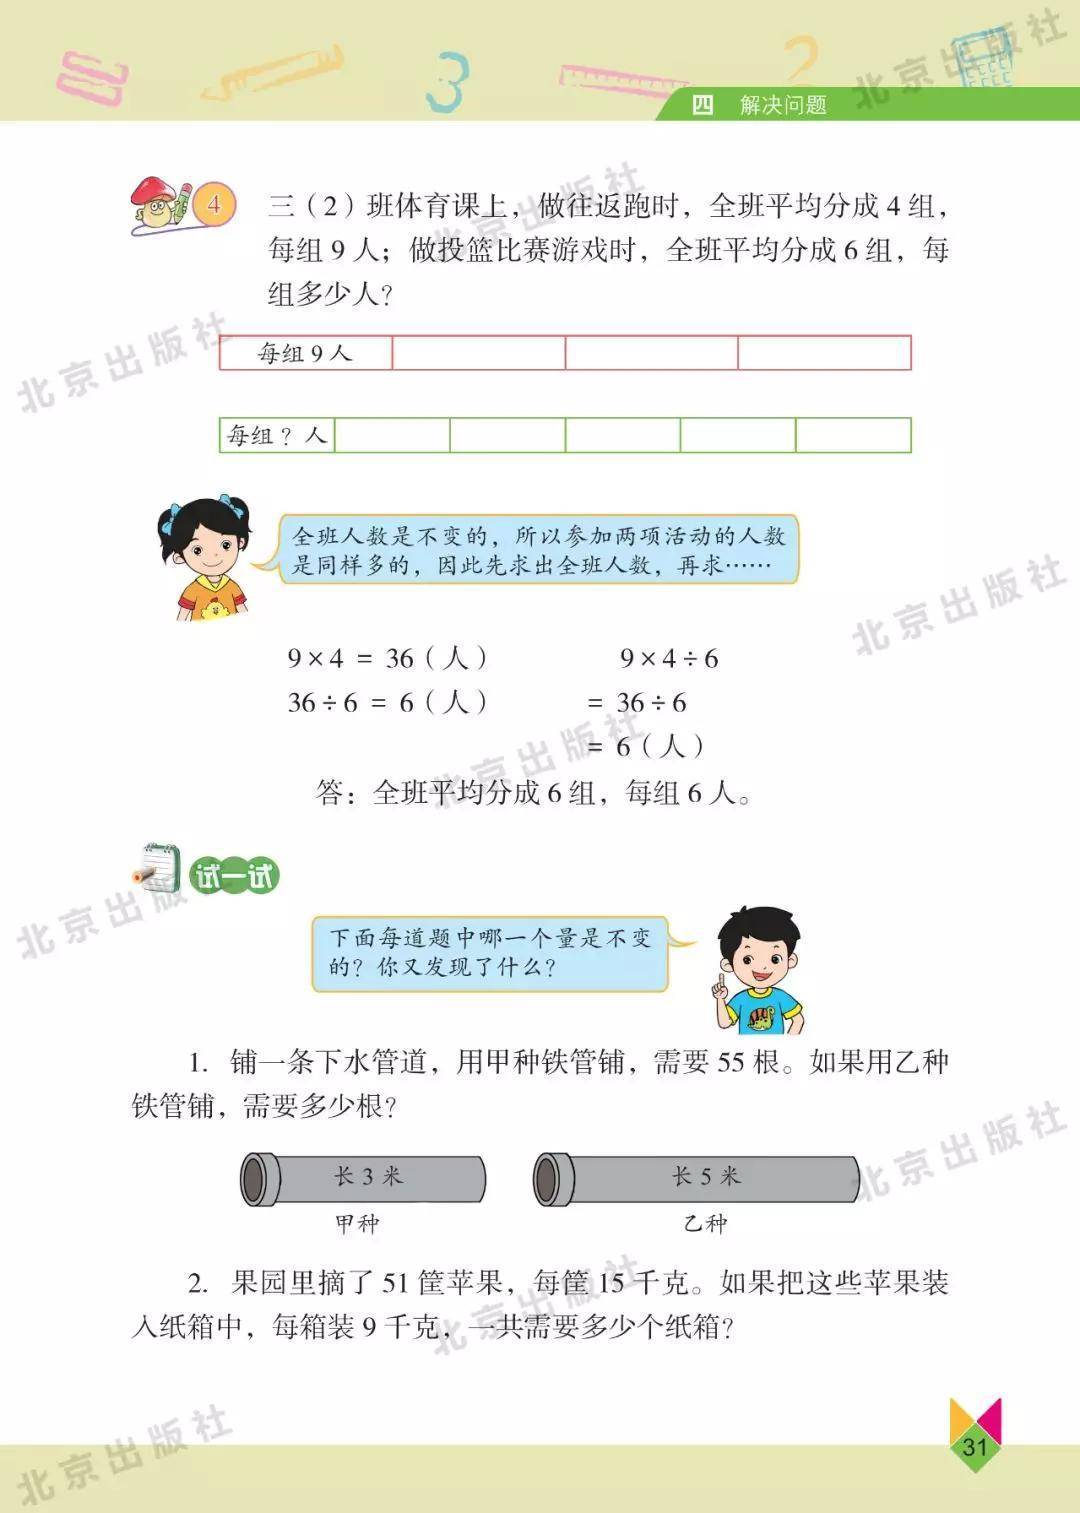 四 解决问题
4 三（2）班体育课上，做往返跑时，全班平均分成 4 组，
每组 9 人；做投篮比赛游戏时，全班平均分成 6 组，每
组多少人？
每组 9 人
每组 ? 人
全班人数是不变的，所以参加两项活动的人数
是同样多的，因此先求出全班人数，再求……
9 × 4 = 36（人） 9 × 4 ÷ 6
36 ÷ 6 = 6（人） = 36 ÷ 6
= 6（人）
答：全班平均分成 6 组，每组 6 人。
试一试
下面每道题中哪一个量是不变
的？你又发现了什么？
1. 铺一条下水管道，用甲种铁管铺，需要 55 根。如果用乙种
铁管铺，需要多少根？
长 3 米 长 5 米
甲种 乙种
2. 果园里摘了 51 筐苹果，每筐 15 千克。如果把这些苹果装
入纸箱中，每箱装 9 千克，一共需要多少个纸箱？
31
北京出版社
北京出版社
北京出版社
北京出版社
北京出版社
北京出版社
北京出版社
北京出版社
北京出版社